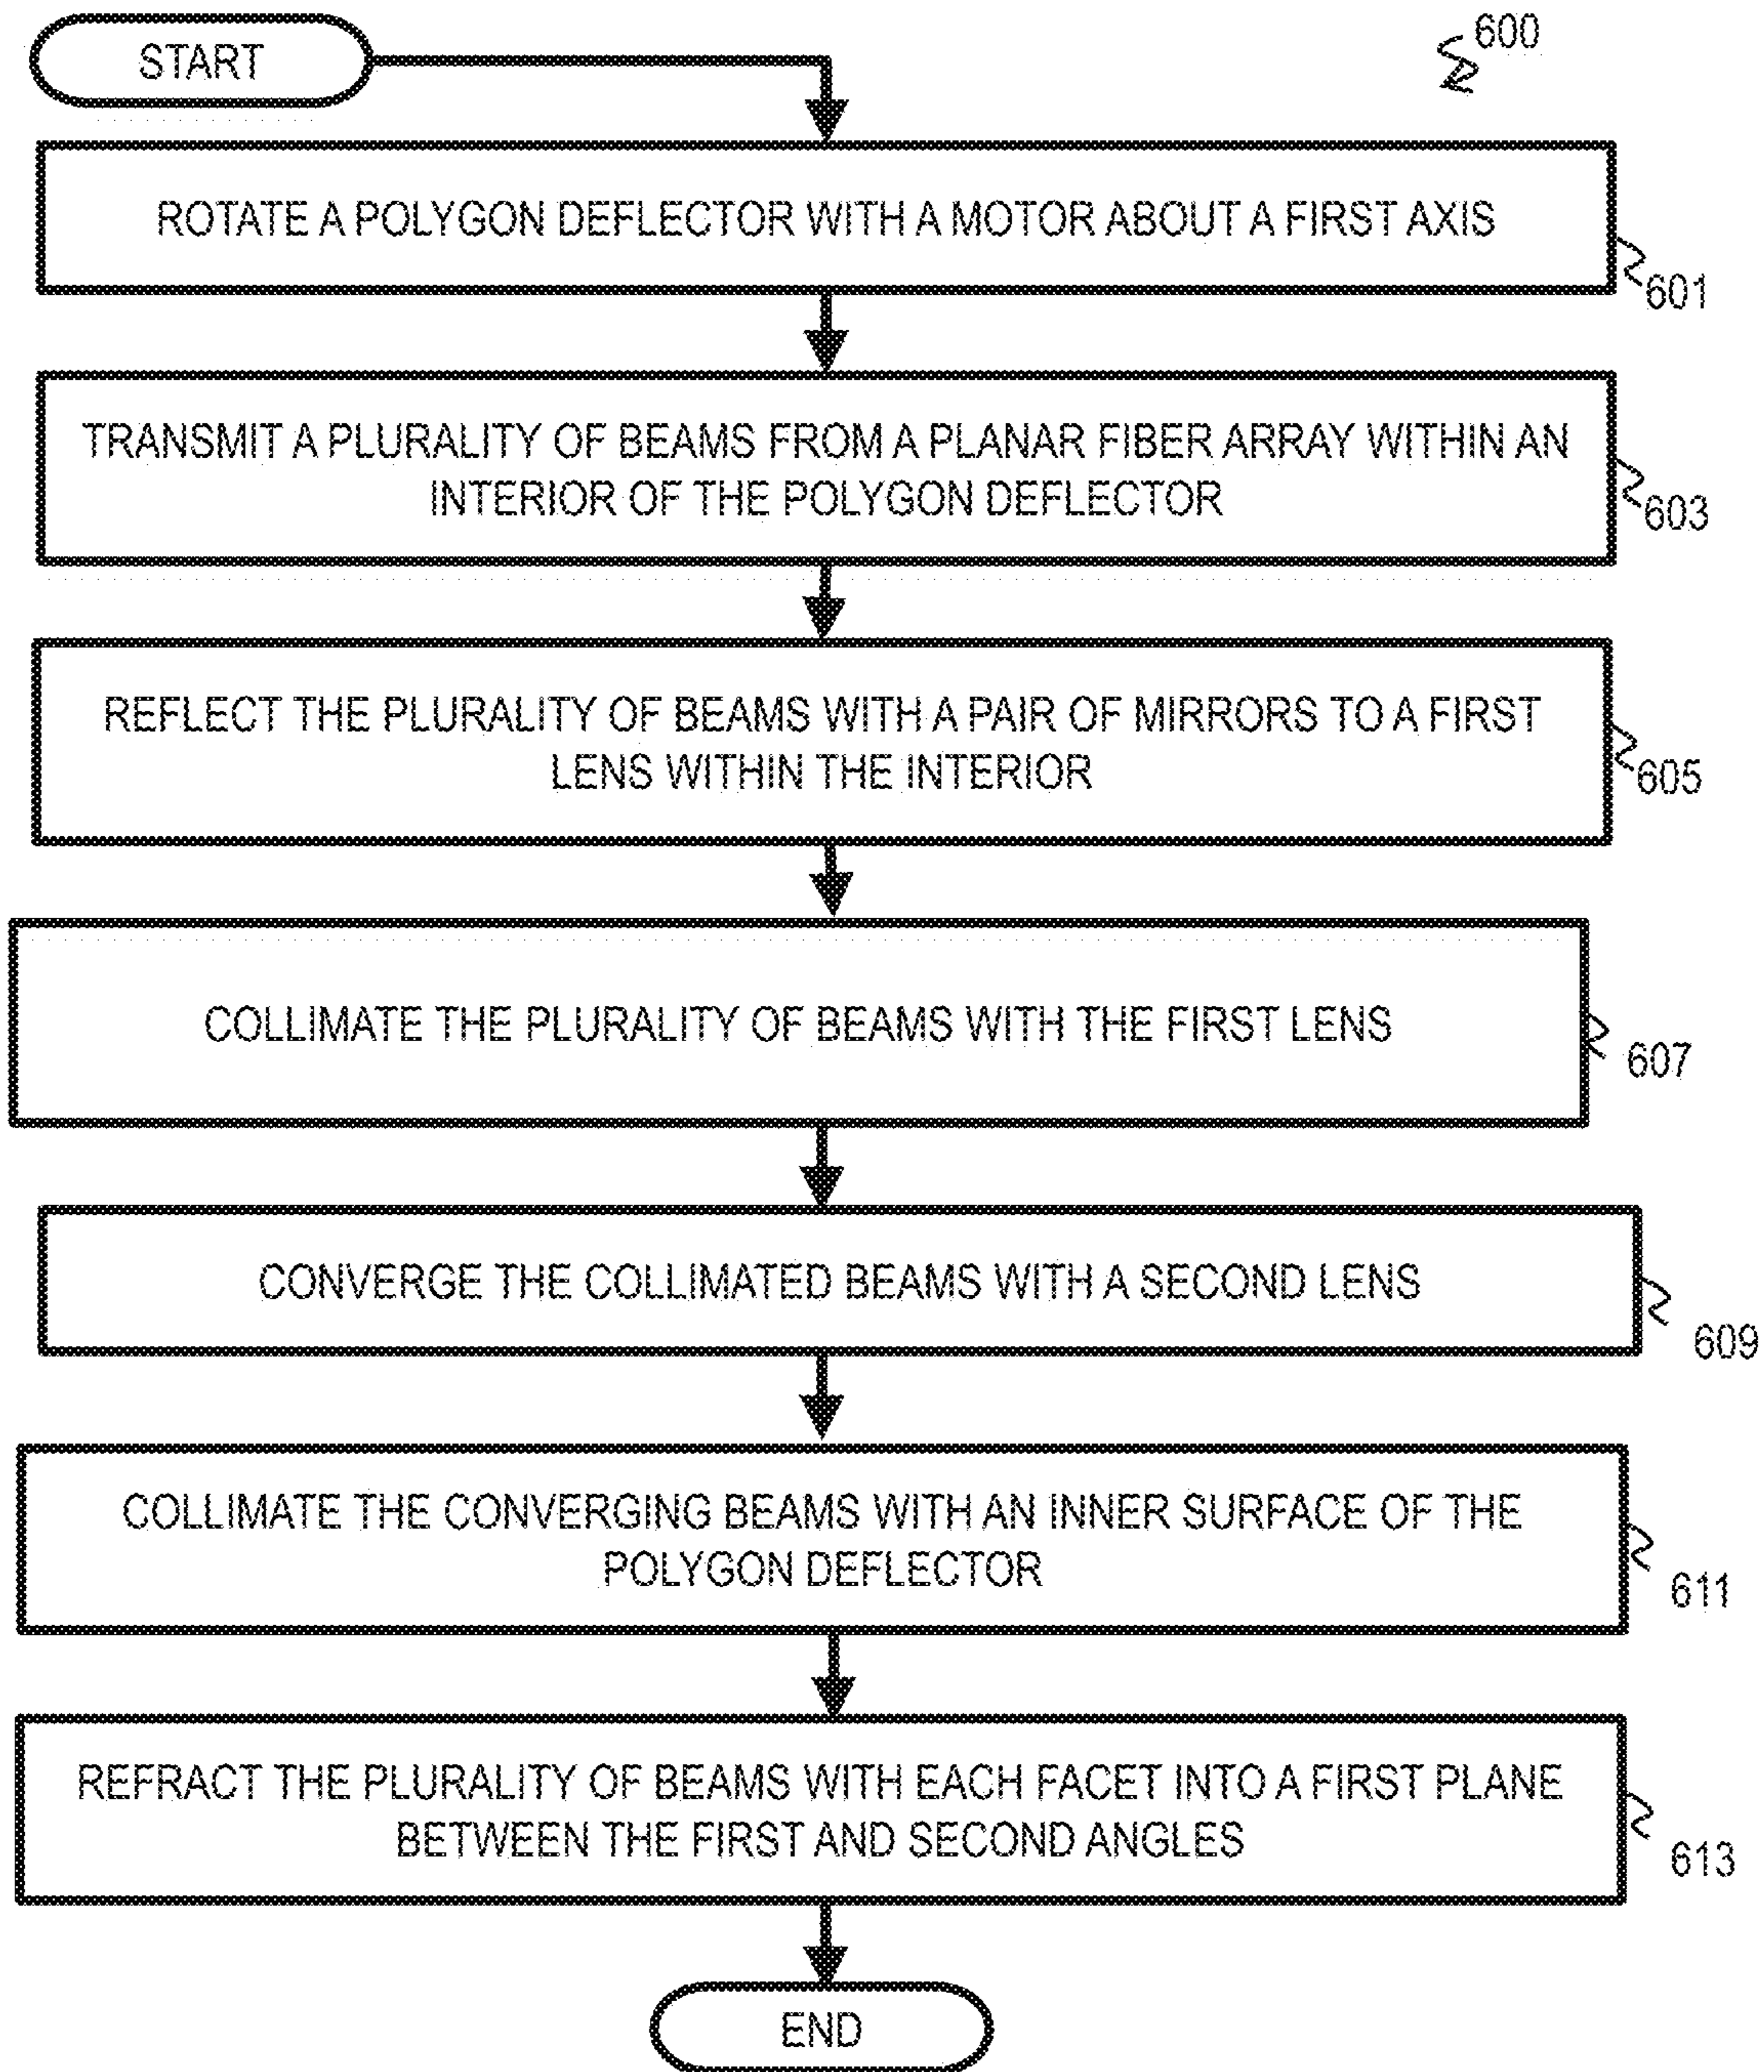 START
600
ROTATE A POLYGON DEFLECTOR WITH A MOTOR ABOUT A FIRST AXIS
601
TRANSMIT A PLURALITY OF BEAMS FROM A PLANAR FIBER ARRAY WITHIN AN
INTERIOR OF THE POLYGON DEFLECTOR
603
REFLECT THE PLURALITY OF BEAMS WITH A PAIR OF MIRRORS TO A FIRST
LENS WITHIN THE INTERIOR
605
COLLIMATE THE PLURALITY OF BEAMS WITH THE FIRST LENS
607
CONVERGE THE COLLIMATED BEAMS WITH A SECOND LENS
609
COLLIMATE THE CONVERGING BEAMS WITH AN INNER SURFACE OF THE
POLYGON DEFLECTOR
611
REFRACT THE PLURALITY OF BEAMS WITH EACH FACET INTO A FIRST PLANE
BETWEEN THE FIRST AND SECOND ANGLES
613
END